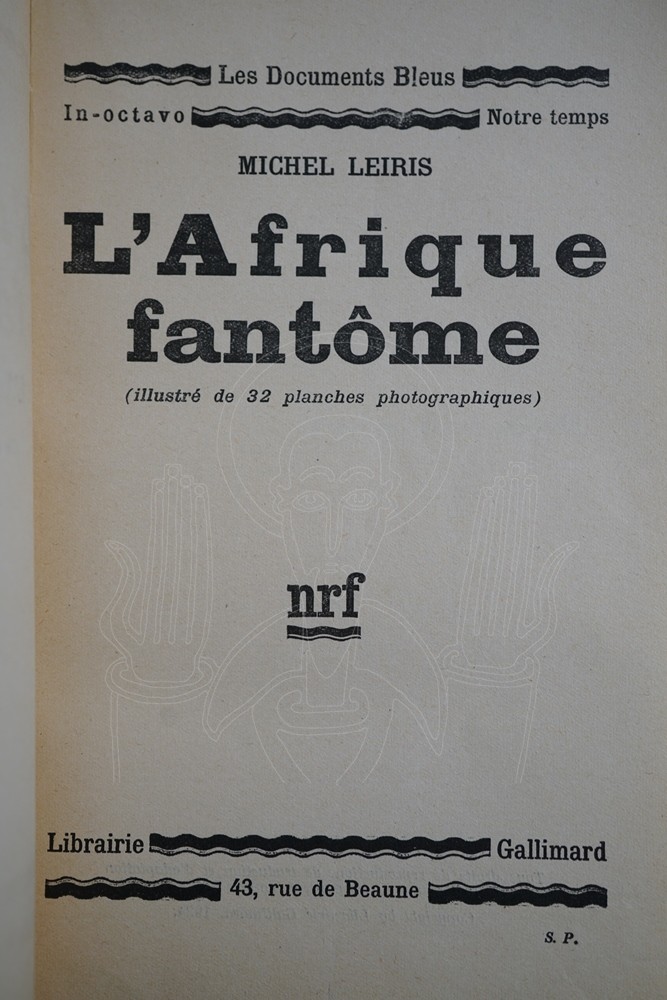 Les Documents Bleus
In-octavo Notre temps
MICHEL LEIRIS
L'Afrique
fantôme
(illustré de 32 planches photographiques)
nrf
Librairie Gallimard
43, rue de Beaune
S. P.